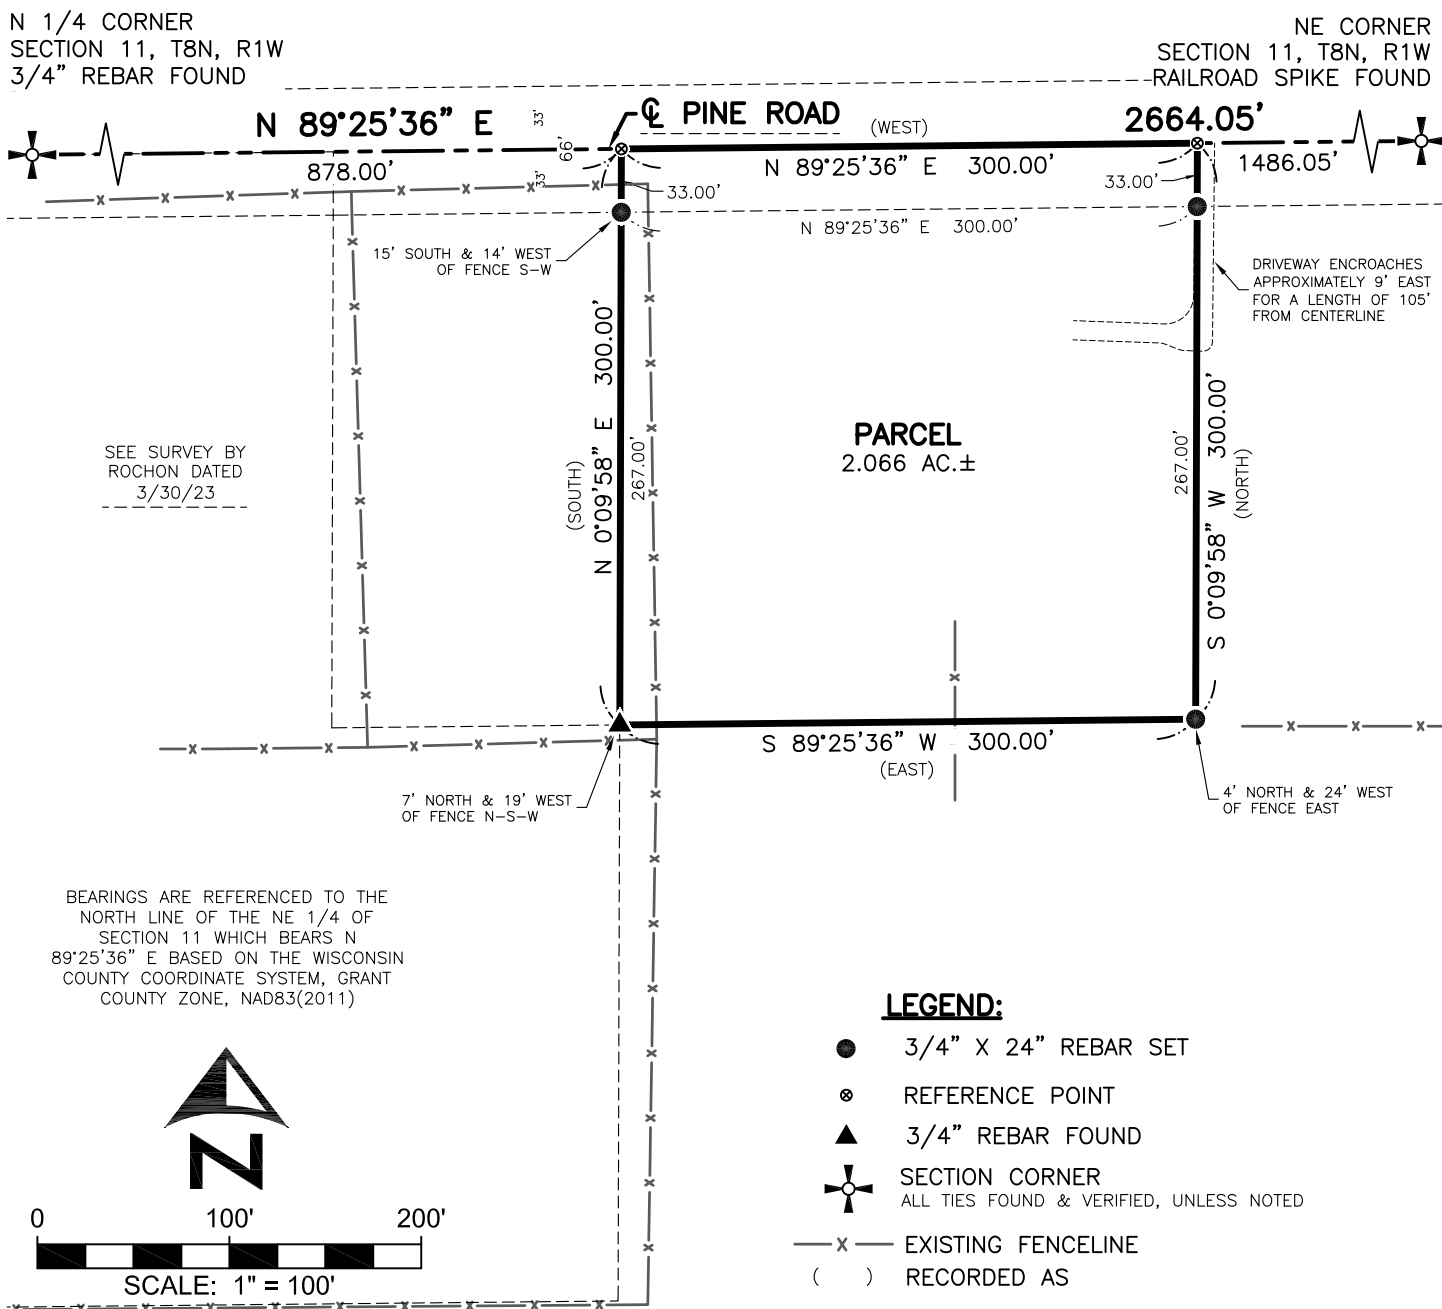 N 1/4 CORNER
SECTION 11, T8N, R1W
3/4" REBAR FOUND
NE CORNER
SECTION 11, T8N, R1W
RAILROAD SPIKE FOUND
N 89°25'36" E
33'
66'
33'
℄ PINE ROAD
(WEST)
2664.05'
878.00'
N 89°25'36" E 300.00'
1486.05'
33.00'
33.00'
N 89°25'36" E 300.00'
15' SOUTH & 14' WEST
OF FENCE S-W
DRIVEWAY ENCROACHES
APPROXIMATELY 9' EAST
FOR A LENGTH OF 105'
FROM CENTERLINE
N 0°09'58" E 300.00'
(SOUTH)
267.00'
PARCEL
2.066 AC.±
267.00'
S 0°09'58" W 300.00'
(NORTH)
SEE SURVEY BY
ROCHON DATED
3/30/23
S 89°25'36" W 300.00'
(EAST)
7' NORTH & 19' WEST
OF FENCE N-S-W
4' NORTH & 24' WEST
OF FENCE EAST
BEARINGS ARE REFERENCED TO THE
NORTH LINE OF THE NE 1/4 OF
SECTION 11 WHICH BEARS N
89°25'36" E BASED ON THE WISCONSIN
COUNTY COORDINATE SYSTEM, GRANT
COUNTY ZONE, NAD83(2011)
N
0 100' 200'
SCALE: 1" = 100'
LEGEND:
3/4" X 24" REBAR SET
REFERENCE POINT
3/4" REBAR FOUND
SECTION CORNER
ALL TIES FOUND & VERIFIED, UNLESS NOTED
EXISTING FENCELINE
( ) RECORDED AS